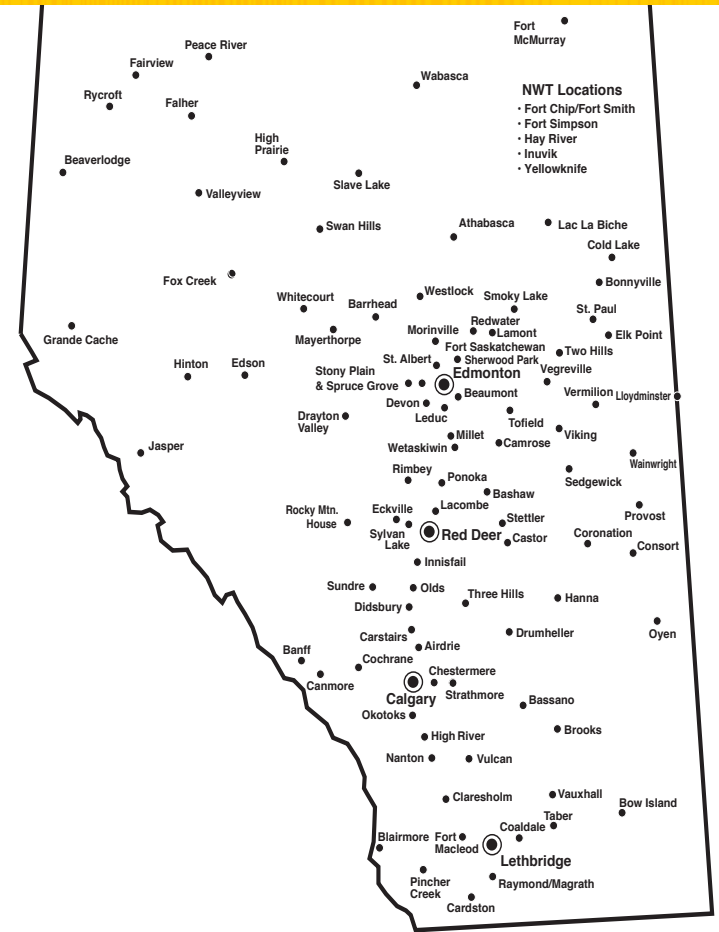 Fort
McMurray
Peace River
Fairview
Wabasca
Rycroft
Falher
NWT Locations
• Fort Chip/Fort Smith
• Fort Simpson
• Hay River
• Inuvik
• Yellowknife
High
Prairie
Beaverlodge
Slave Lake
Valleyview
Swan Hills
Athabasca
Lac La Biche
Cold Lake
Fox Creek
Bonnyville
Whitecourt
Westlock
Smoky Lake
Barrhead
St. Paul
Grande Cache
Mayerthorpe
Morinville
Redwater
Lamont
Elk Point
Fort Saskatchewan
Two Hills
St. Albert
Sherwood Park
Hinton
Edson
Stony Plain
& Spruce Grove
Edmonton
Vegreville
Beaumont
Vermilion
Lloydminster
Devon
Leduc
Drayton
Valley
Tofield
Viking
Millet
Camrose
Jasper
Wetaskiwin
Wainwright
Rimbey
Ponoka
Sedgewick
Bashaw
Rocky Mtn.
House
Eckville
Lacombe
Provost
Stettler
Sylvan
Lake
Red Deer
Castor
Coronation
Consort
Innisfail
Sundre
Olds
Three Hills
Hanna
Didsbury
Carstairs
Drumheller
Oyen
Airdrie
Banff
Cochrane
Canmore
Chestermere
Calgary
Strathmore
Bassano
Okotoks
Brooks
High River
Nanton
Vulcan
Claresholm
Vauxhall
Bow Island
Taber
Blairmore
Fort
Macleod
Coaldale
Lethbridge
Pincher
Creek
Raymond/Magrath
Cardston